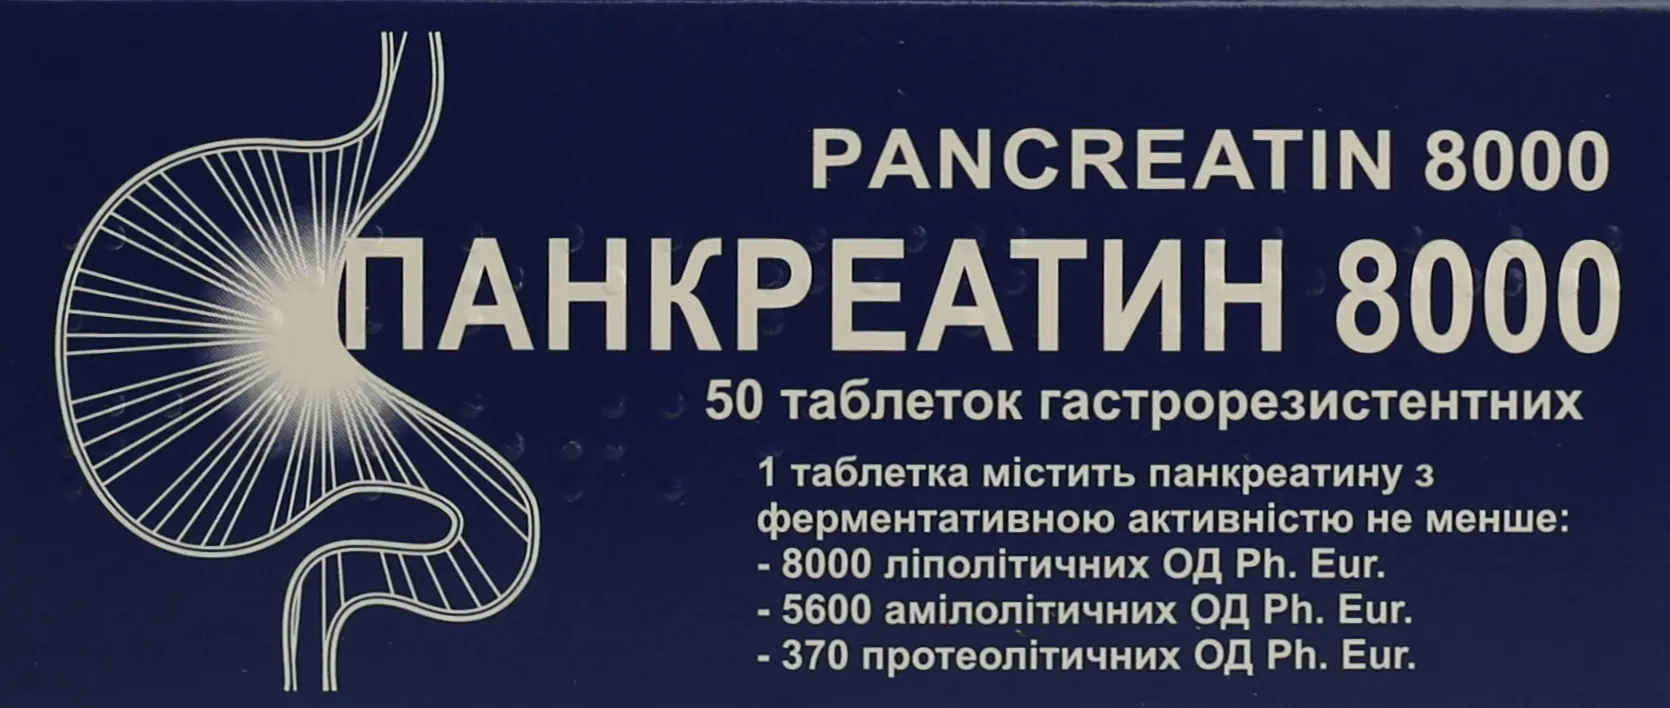 PANCREATIN 8000
ПАНКРЕАТИН 8000
50 таблеток гастрорезистентних
1 таблетка містить панкреатину з
ферментативною активністю не менше:
- 8000 ліполітичних ОД Ph. Eur.
- 5600 амілолітичних ОД Ph. Eur.
- 370 протеолітичних ОД Ph. Eur.